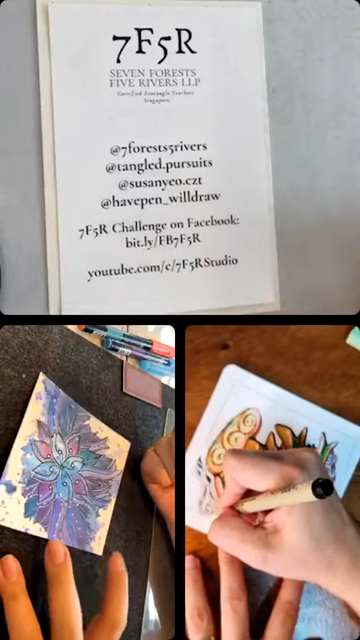 7F5R
SEVEN FORESTS
FIVE RIVERS LLP
Certified Zentangle Teachers
Singapore
@7forests5rivers
@tangled.pursuits
@susanyeo.czt
@havepen_willdraw
7F5R Challenge on Facebook:
bit.ly/FB7F5R
youtube.com/c/7F5RStudio